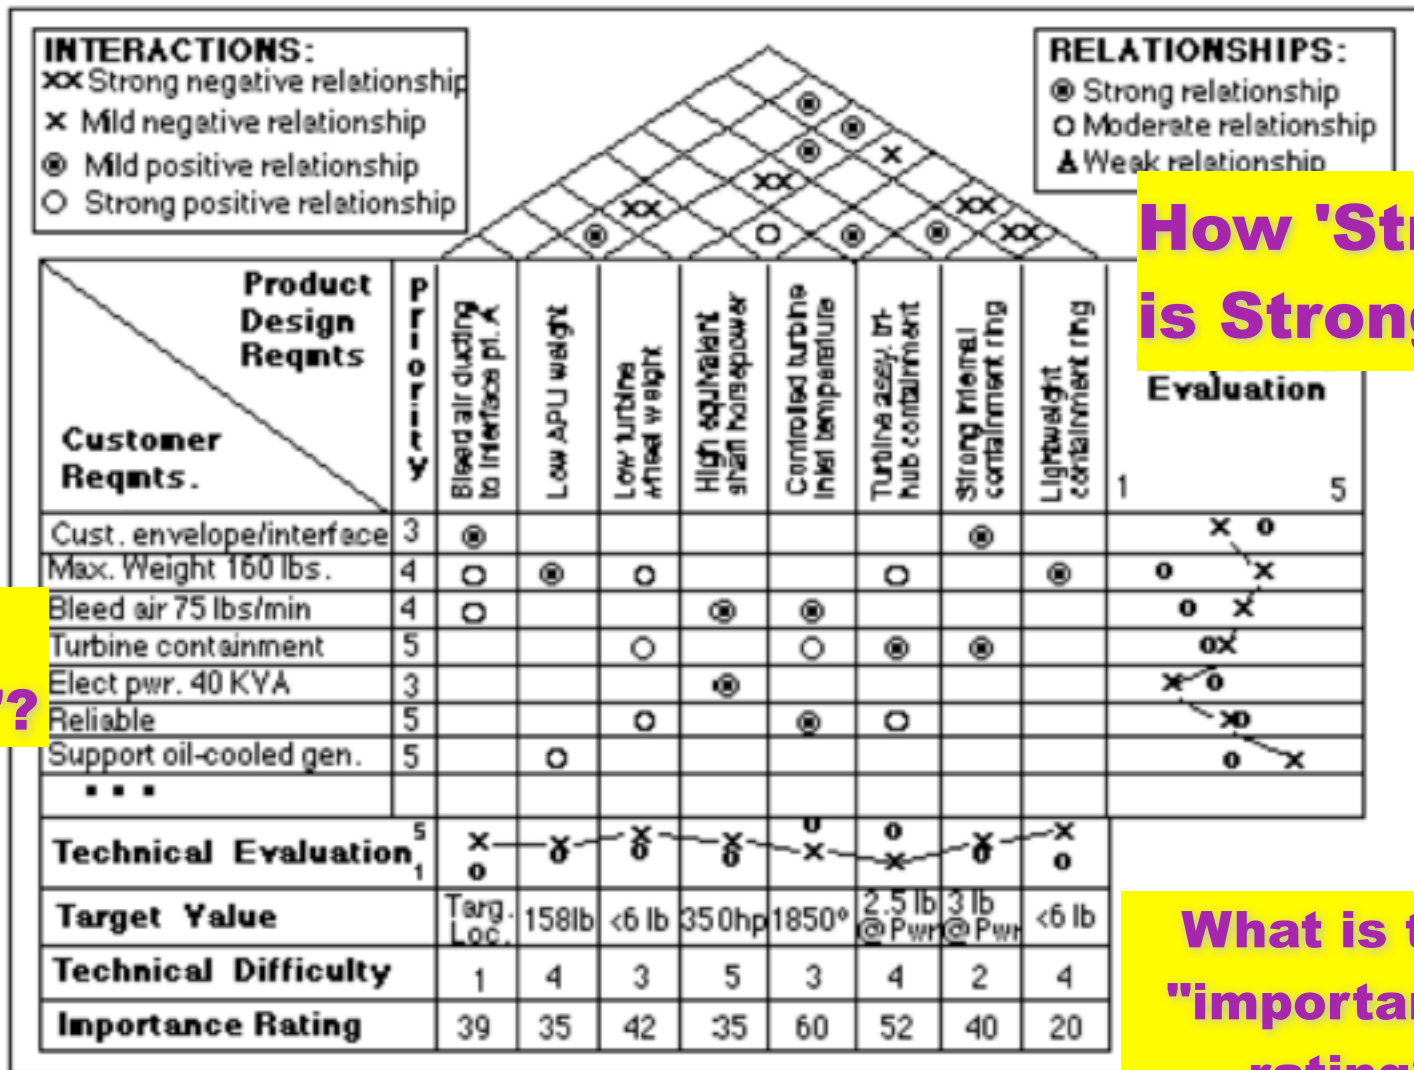 INTERACTIONS:
XX Strong negative relationship
X Mild negative relationship
Mild positive relationship
Strong positive relationship
RELATIONSHIPS:
Strong relationship
Moderate relationship
Weak relationship
How 'Str
is Strong
Product
Design
Reqmts
Customer
Reqmts.
Priority
Bleed air ducting
to interface pl. A
Low APU weight
Low turbine
wheel weight
High equivalent
shaft horsepower
Controlled turbine
inlet temperature
Turbine assy. tri-
hub containment
Strong internal
containment ring
Lightweight
containment ring
Evaluation
1 5
Cust. envelope/interface 3
Max. Weight 160 lbs. 4
Bleed air 75 lbs/min 4
Turbine containment 5
Elect pwr. 40 KVA 3
'?
Reliable 5
Support oil-cooled gen. 5
...
Technical Evaluation 5 1
Target Value Targ. Loc. 158lb <6 lb 350hp 1850° 2.5 lb @ Pwr 3 lb @ Pwr <6 lb
Technical Difficulty 1 4 3 5 3 4 2 4
Importance Rating 39 35 42 35 60 52 40 20
What is t
"importan
rating